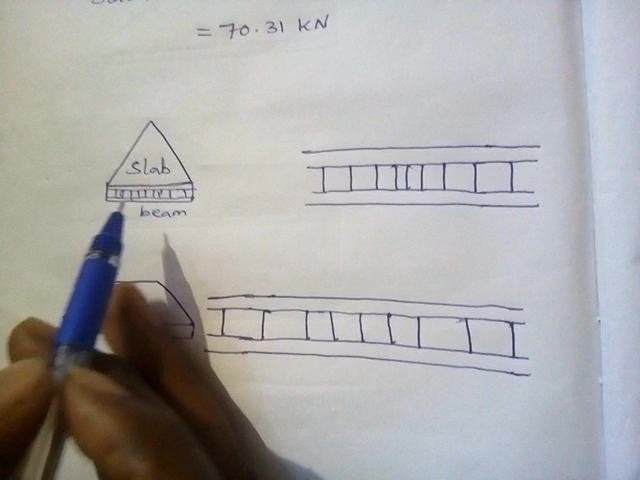 = 70.31 KN
Slab
beam